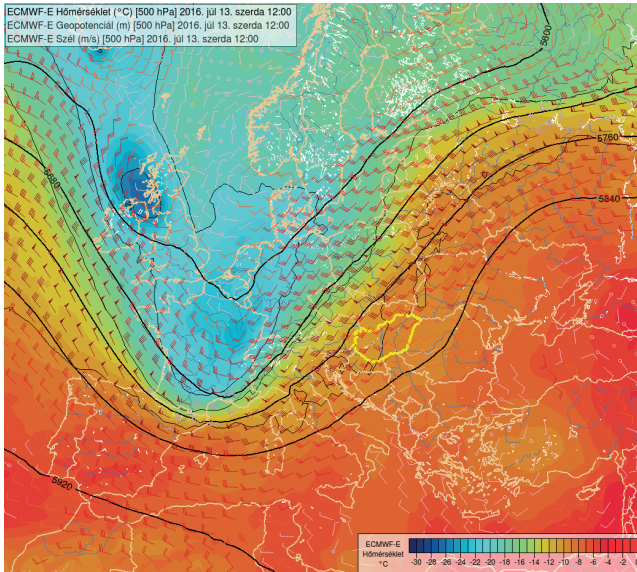 ECMWF-E Hőmérséklet (°C) [500 hPa] 2016. júl 13. szerda 12:00
ECMWF-E Geopotenciál (m) [500 hPa] 2016. júl 13. szerda 12:00
ECMWF-E Szél (m/s) [500 hPa] 2016. júl 13. szerda 12:00
5600
5760
5840
5920
ECMWF-E
Hőmérséklet
°C
-30 -28 -26 -24 -22 -20 -18 -16 -14 -12 -10 -8 -6 -4 -2